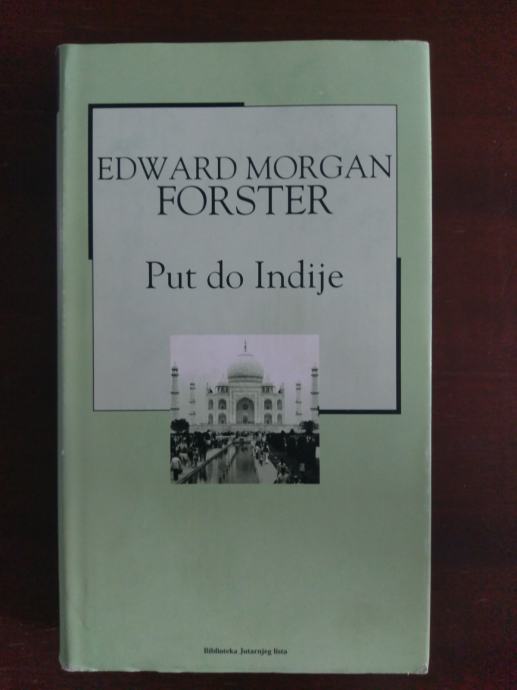 EDWARD MORGAN
FORSTER
Put do Indije
Biblioteka Jutarnjeg lista